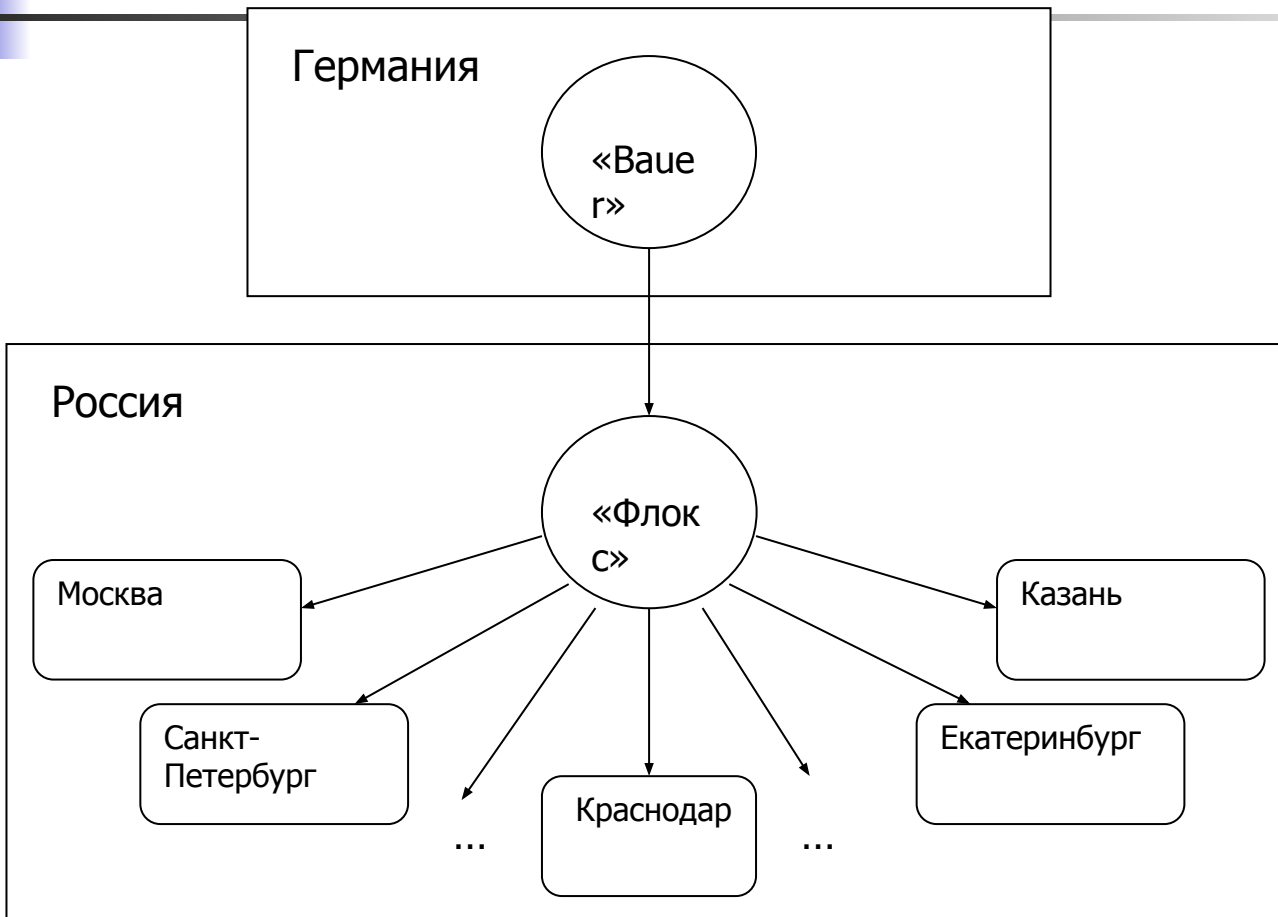 Германия
«Baue
r»
Россия
«Флок
с»
Москва
Казань
Санкт-
Петербург
Екатеринбург
Краснодар
...
...